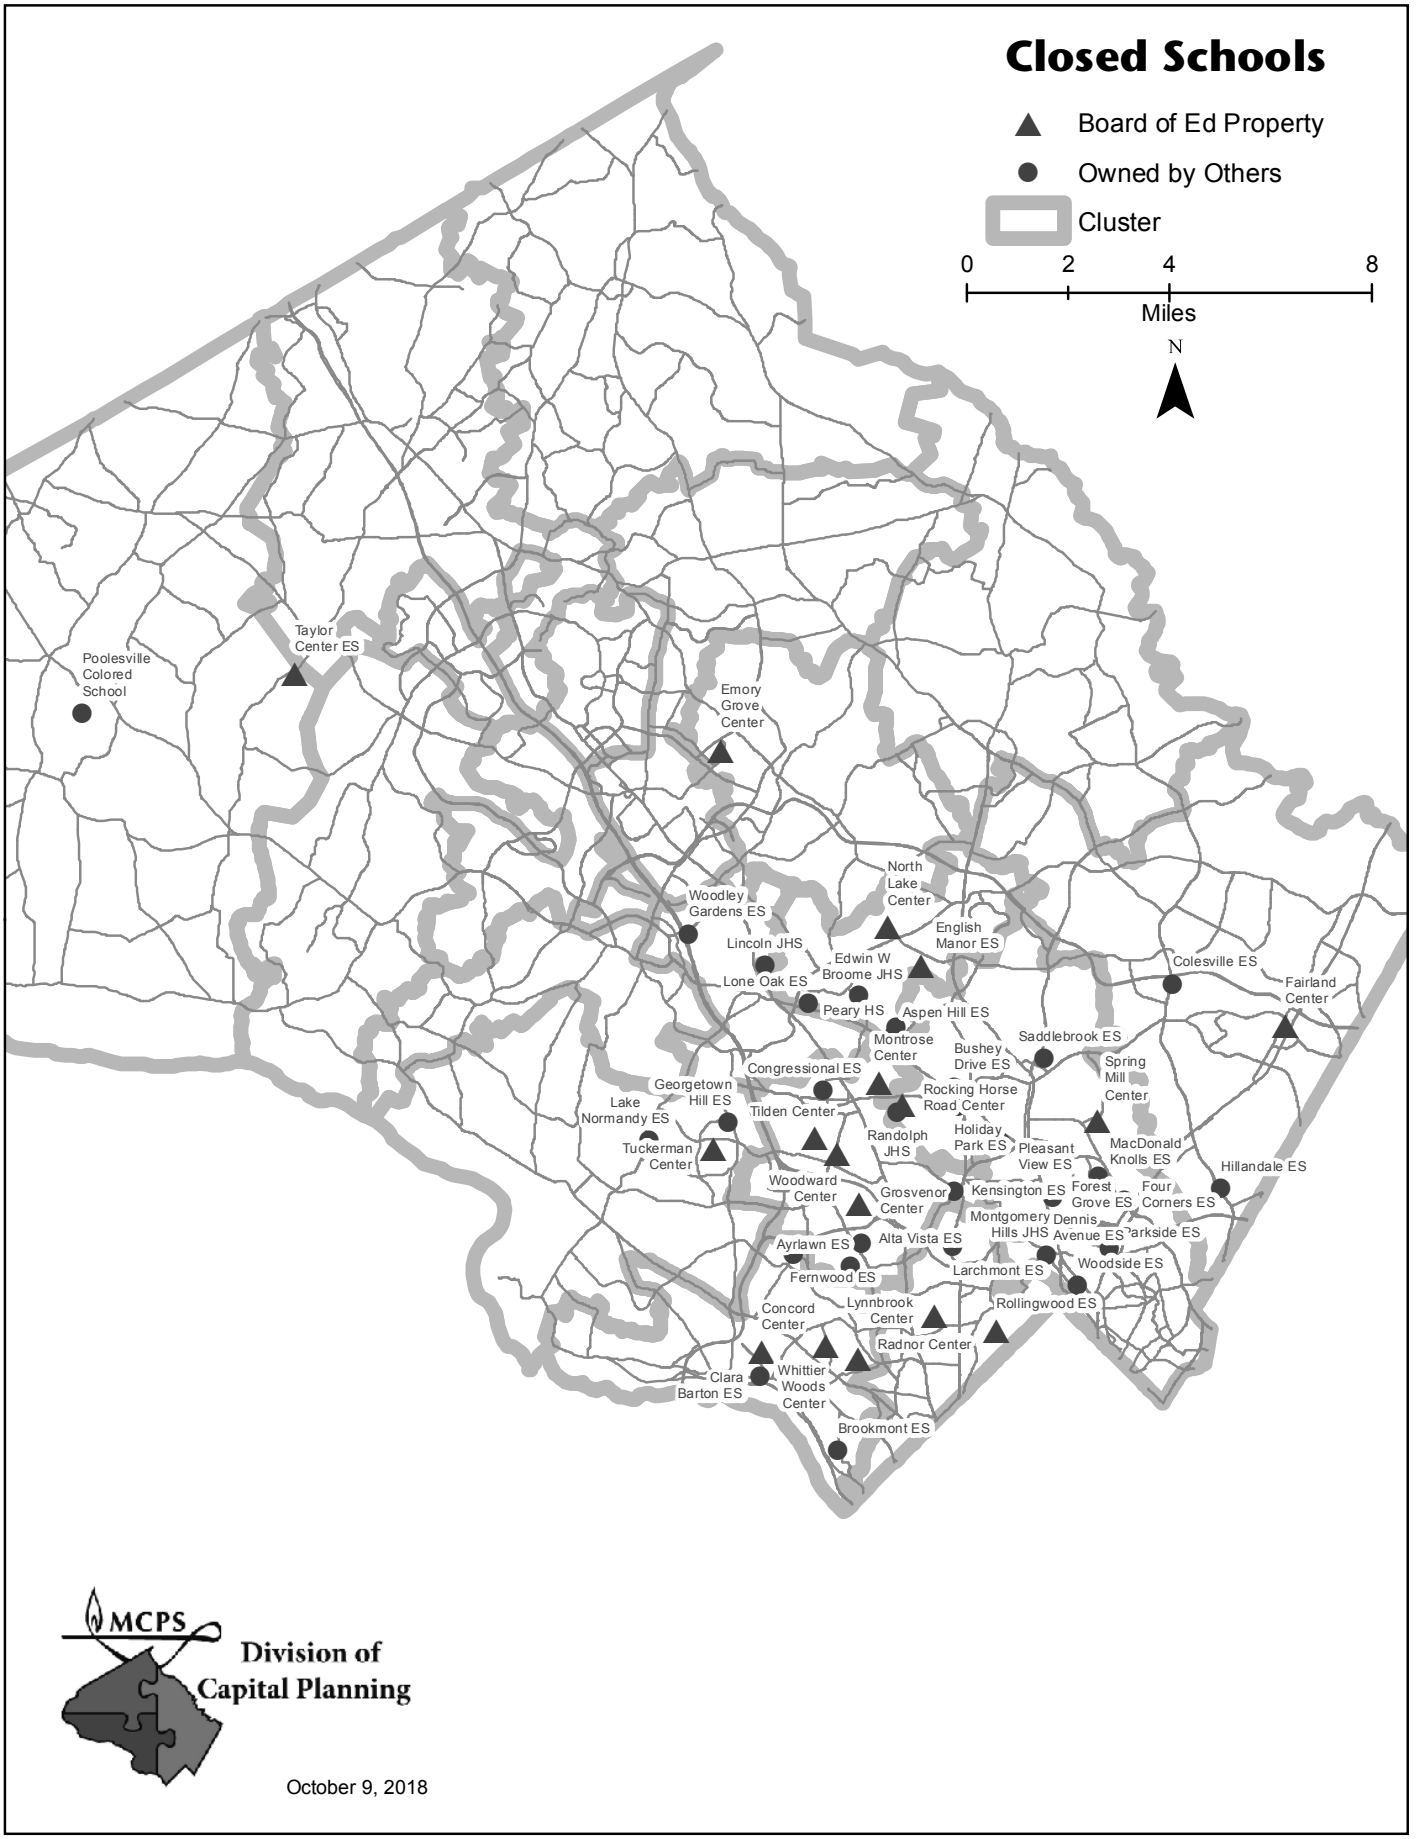 Closed Schools
Board of Ed Property
Owned by Others
Cluster
0 2 4 8
Miles
N
Taylor
Center ES
Poolesville
Colored
School
Emory
Grove
Center
North
Lake
Center
Woodley
Gardens ES
English
Manor ES
Lincoln JHS
Edwin W
Broome JHS
Colesville ES
Lone Oak ES
Fairland
Center
Peary HS
Aspen Hill ES
Saddlebrook ES
Montrose
Center
Bushey
Drive ES
Spring
Mill
Center
Congressional ES
Georgetown
Hill ES
Rocking Horse
Road Center
Lake
Normandy ES
Tilden Center
Randolph
JHS
Holiday
Park ES
Tuckerman
Center
Pleasant
View ES
MacDonald
Knolls ES
Hillandale ES
Woodward
Center
Grosvenor
Center
Kensington ES
Forest
Grove ES
Four
Corners ES
Montgomery
Hills JHS
Dennis
Avenue ES
Parkside ES
Ayrlawn ES
Alta Vista ES
Woodside ES
Fernwood ES
Larchmont ES
Concord
Center
Lynnbrook
Center
Rollingwood ES
Radnor Center
Clara
Barton ES
Whittier
Woods
Center
Brookmont ES
MCPS
Division of
Capital Planning
October 9, 2018